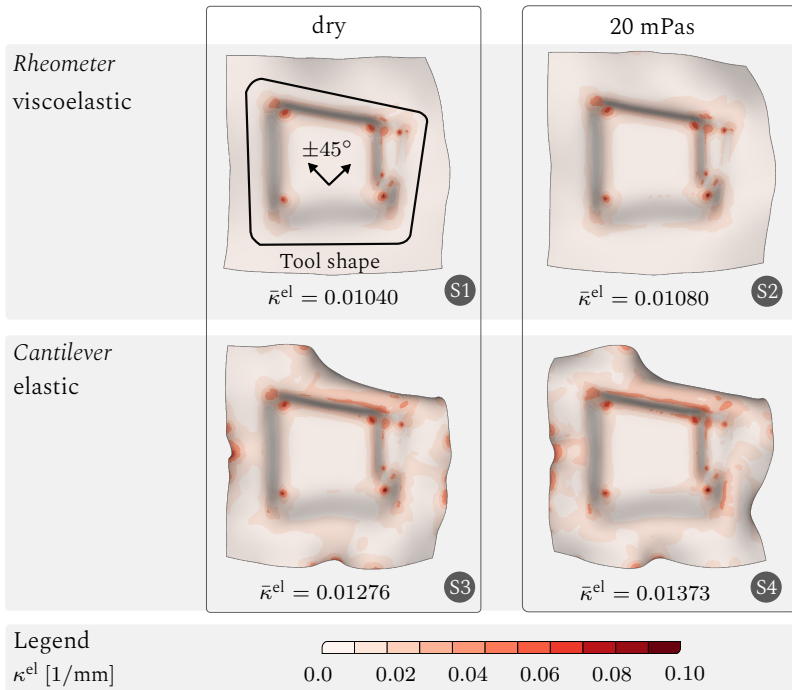 dry
20 mPas
Rheometer
viscoelastic
±45°
Tool shape
κ̄ᵉˡ = 0.01040
S1
κ̄ᵉˡ = 0.01080
S2
Cantilever
elastic
κ̄ᵉˡ = 0.01276
S3
κ̄ᵉˡ = 0.01373
S4
Legend
κᵉˡ [1/mm]
0.0 0.02 0.04 0.06 0.08 0.10